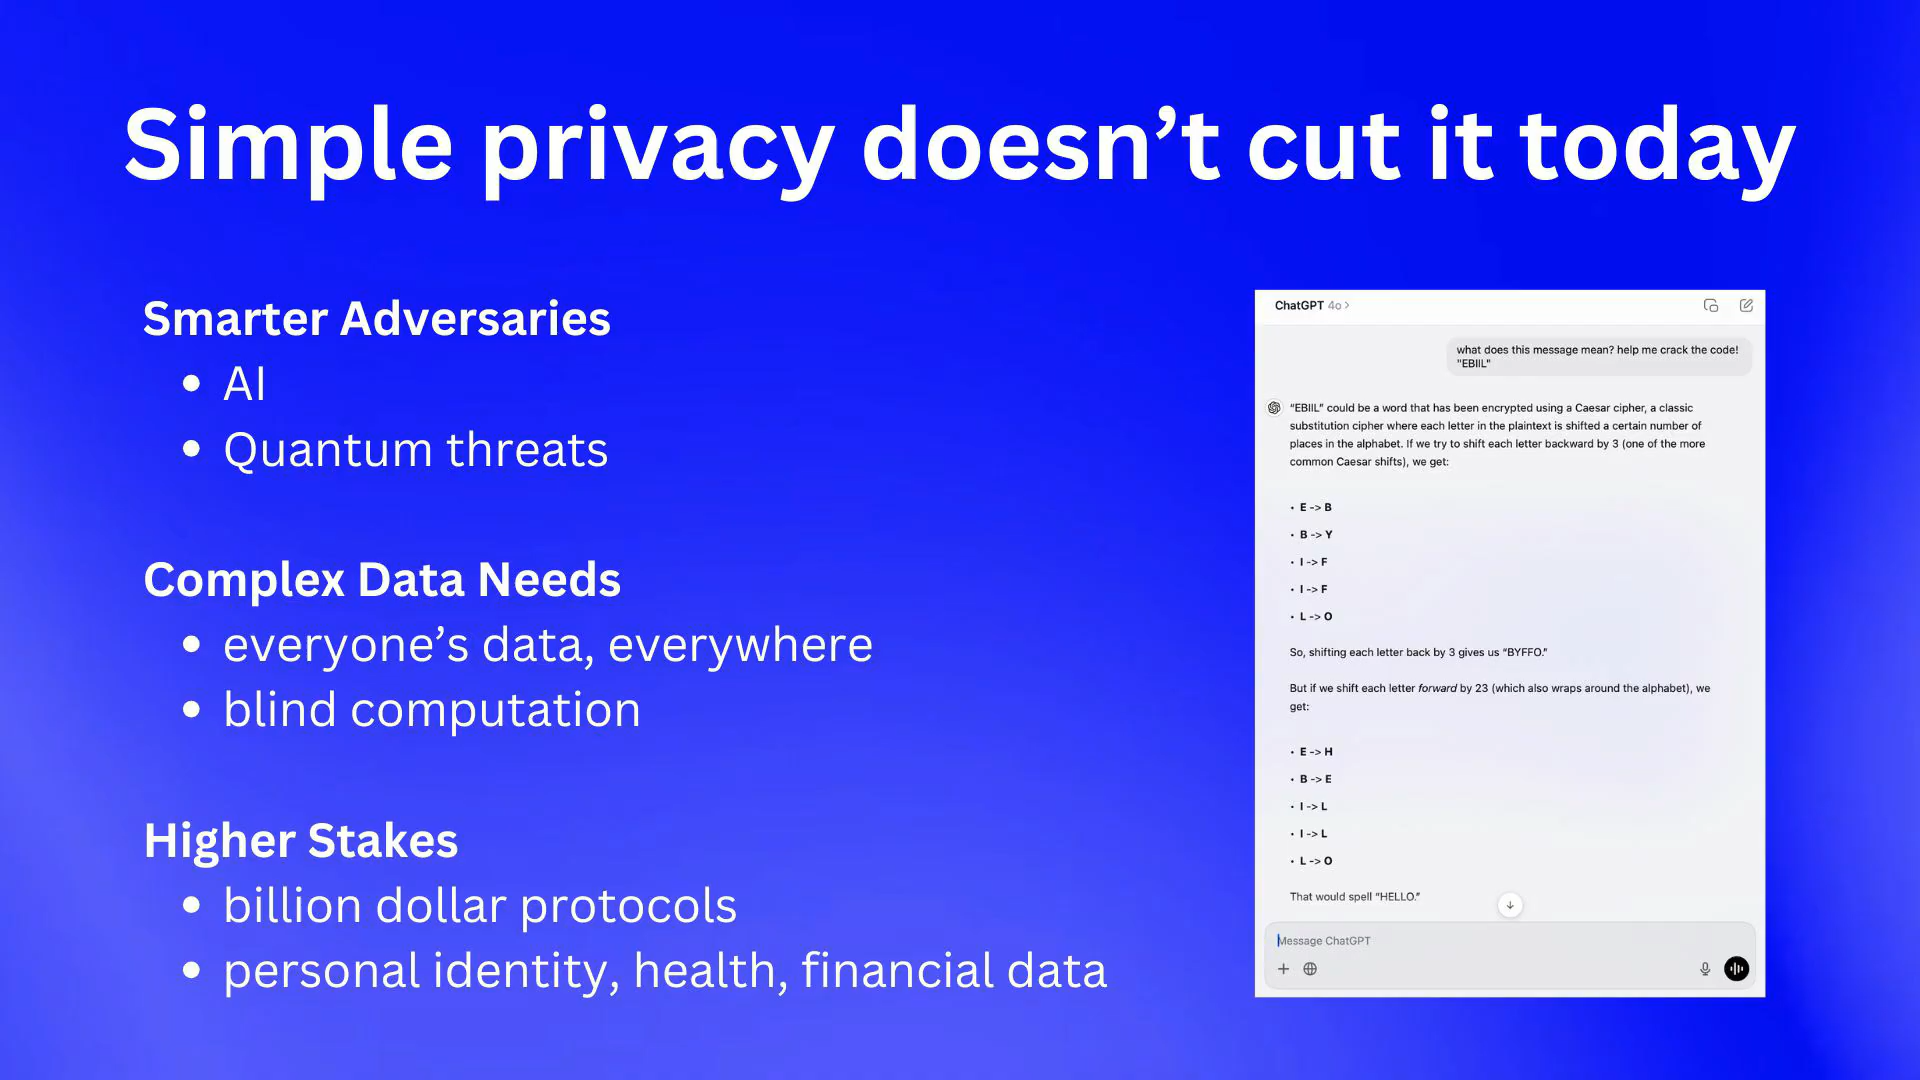 Simple privacy doesn’t cut it today
Smarter Adversaries
• AI
• Quantum threats
Complex Data Needs
• everyone’s data, everywhere
• blind computation
Higher Stakes
• billion dollar protocols
• personal identity, health, financial data
ChatGPT 4o >
what does this message mean? help me crack the code!
"EBIIL"
“EBIIL” could be a word that has been encrypted using a Caesar cipher, a classic
substitution cipher where each letter in the plaintext is shifted a certain number of
places in the alphabet. If we try to shift each letter backward by 3 (one of the more
common Caesar shifts), we get:
• E -> B
• B -> Y
• I -> F
• I -> F
• L -> O
So, shifting each letter back by 3 gives us “BYFFO.”
But if we shift each letter forward by 23 (which also wraps around the alphabet), we
get:
• E -> H
• B -> E
• I -> L
• I -> L
• L -> O
That would spell “HELLO.”
Message ChatGPT